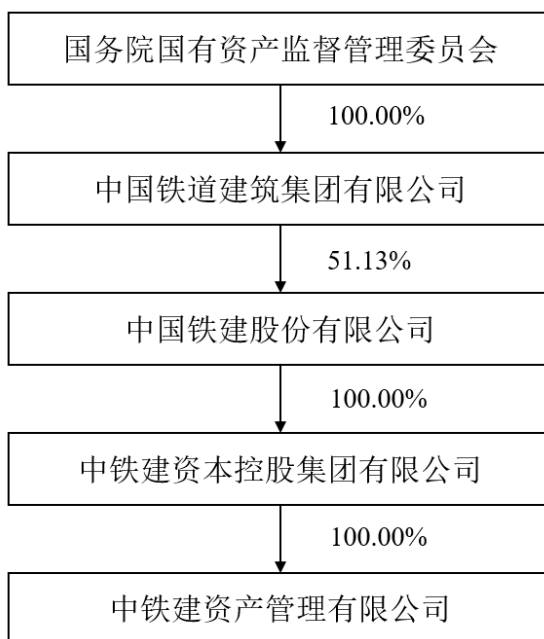 国务院国有资产监督管理委员会
100.00%
中国铁道建筑集团有限公司
51.13%
中国铁建股份有限公司
100.00%
中铁建资本控股集团有限公司
100.00%
中铁建资产管理有限公司